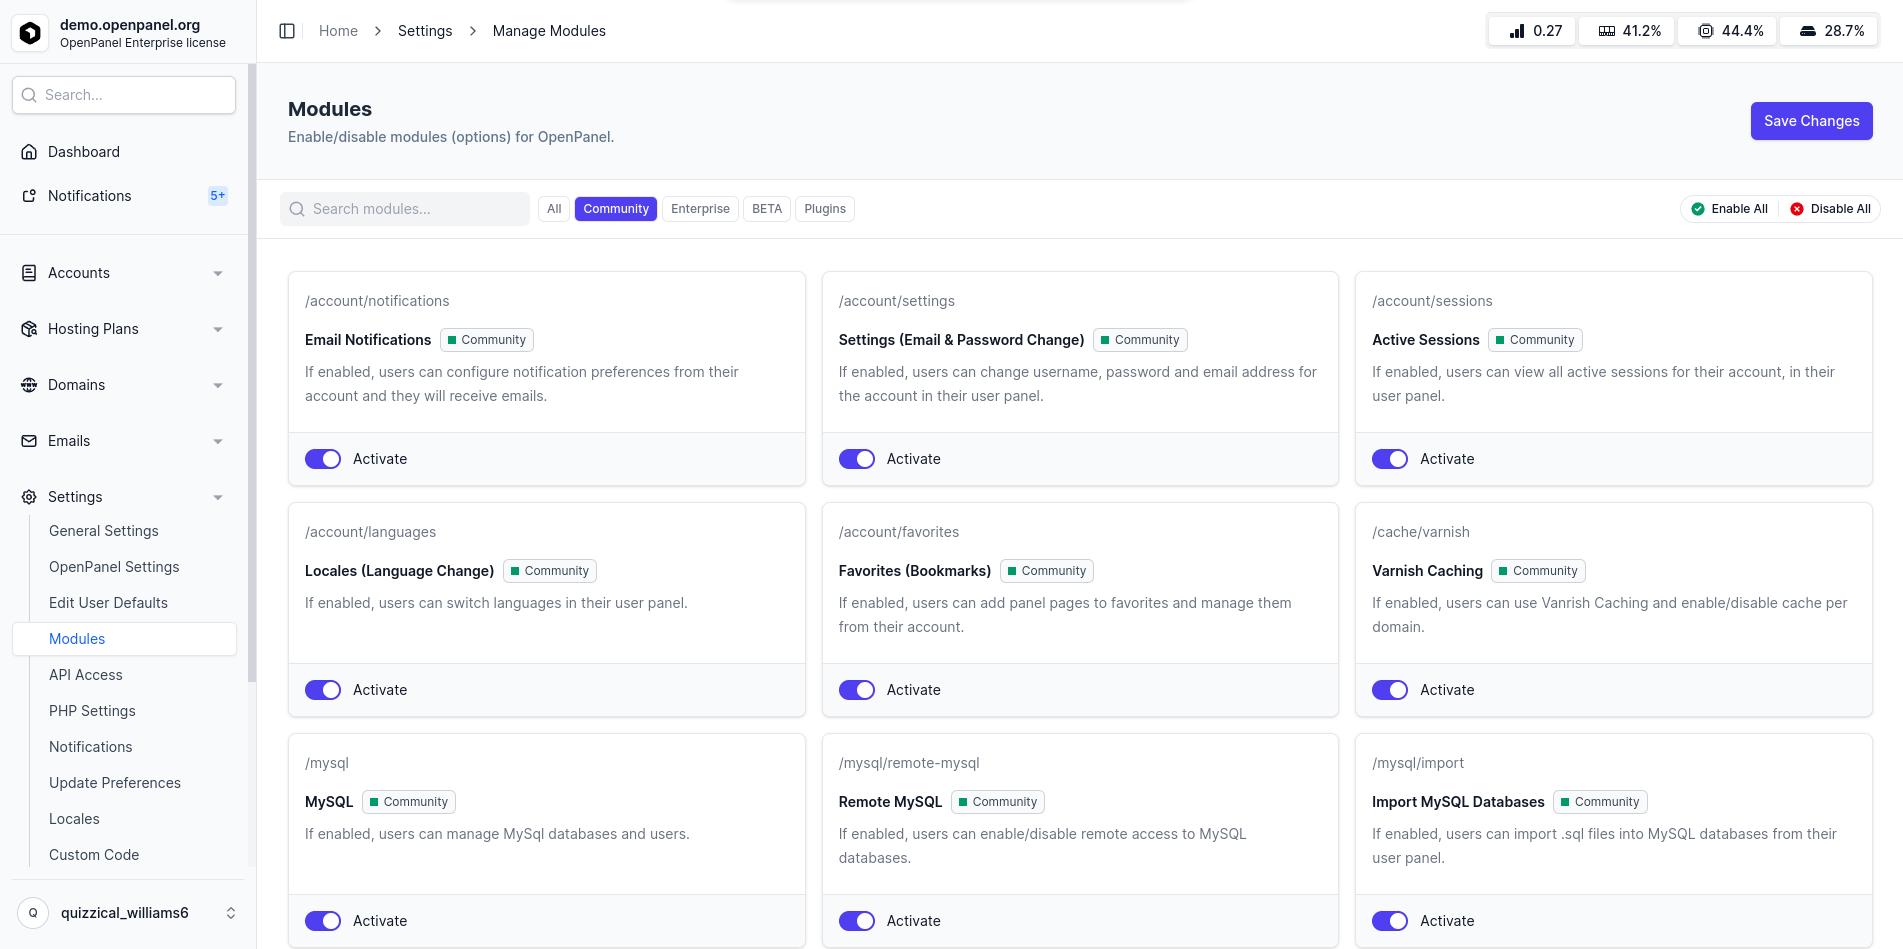 demo.openpanel.org
OpenPanel Enterprise license
Search...
Dashboard
Notifications 5+
Accounts
Hosting Plans
Domains
Emails
Settings
General Settings
OpenPanel Settings
Edit User Defaults
Modules
API Access
PHP Settings
Notifications
Update Preferences
Locales
Custom Code
Q quizzical_williams6
Home Settings Manage Modules
0.27 41.2% 44.4% 28.7%
Modules
Enable/disable modules (options) for OpenPanel.
Save Changes
Search modules... All Community Enterprise BETA Plugins
Enable All Disable All
/account/notifications
Email Notifications Community
If enabled, users can configure notification preferences from their
account and they will receive emails.
Activate
/account/settings
Settings (Email & Password Change) Community
If enabled, users can change username, password and email address for
the account in their user panel.
Activate
/account/sessions
Active Sessions Community
If enabled, users can view all active sessions for their account, in their
user panel.
Activate
/account/languages
Locales (Language Change) Community
If enabled, users can switch languages in their user panel.
Activate
/account/favorites
Favorites (Bookmarks) Community
If enabled, users can add panel pages to favorites and manage them
from their account.
Activate
/cache/varnish
Varnish Caching Community
If enabled, users can use Vanrish Caching and enable/disable cache per
domain.
Activate
/mysql
MySQL Community
If enabled, users can manage MySql databases and users.
Activate
/mysql/remote-mysql
Remote MySQL Community
If enabled, users can enable/disable remote access to MySQL
databases.
Activate
/mysql/import
Import MySQL Databases Community
If enabled, users can import .sql files into MySQL databases from their
user panel.
Activate